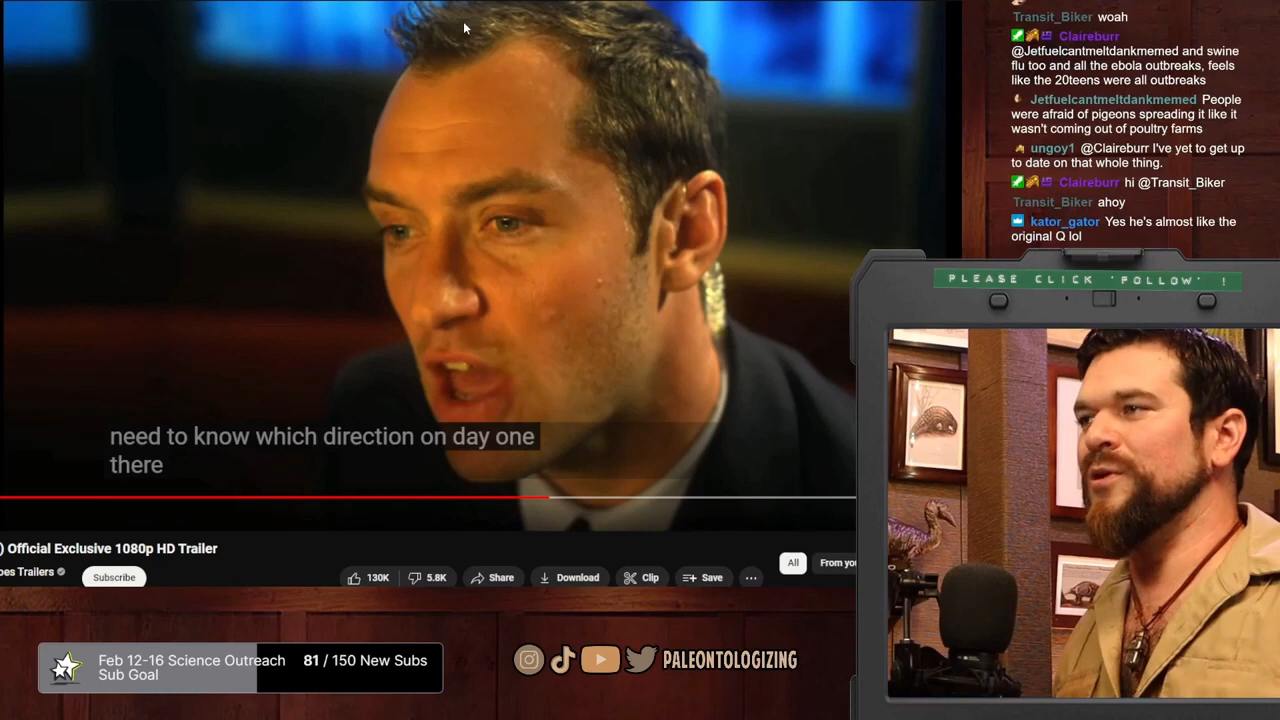 Transit_Biker woah
Claireburr
@Jetfuelcantmeltdankmemed and swine
flu too and all the ebola outbreaks, feels
like the 20teens were all outbreaks
Jetfuelcantmeltdankmemed People
were afraid of pigeons spreading it like it
wasn't coming out of poultry farms
ungoy1 @Claireburr I've yet to get up
to date on that whole thing.
Claireburr hi @Transit_Biker
Transit_Biker ahoy
kator_gator Yes he's almost like the
original Q lol
PLEASE CLICK 'FOLLOW' !
need to know which direction on day one
there
) Official Exclusive 1080p HD Trailer
oes Trailers
Subscribe
130K
5.8K
Share
Download
Clip
Save
All
From you
Feb 12-16 Science Outreach
Sub Goal
81 / 150 New Subs
PALEONTOLOGIZING